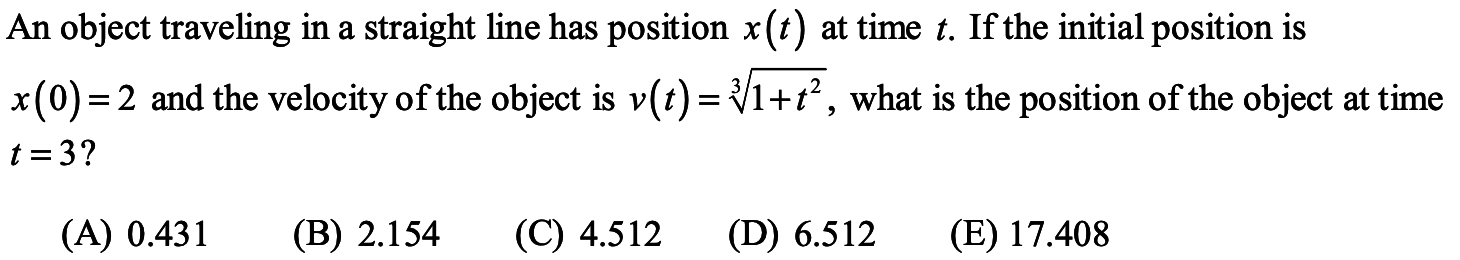 An object traveling in a straight line has position x(t) at time t. If the initial position is
x(0) = 2 and the velocity of the object is v(t) = ∛(1+t²), what is the position of the object at time
t = 3?
(A) 0.431 (B) 2.154 (C) 4.512 (D) 6.512 (E) 17.408